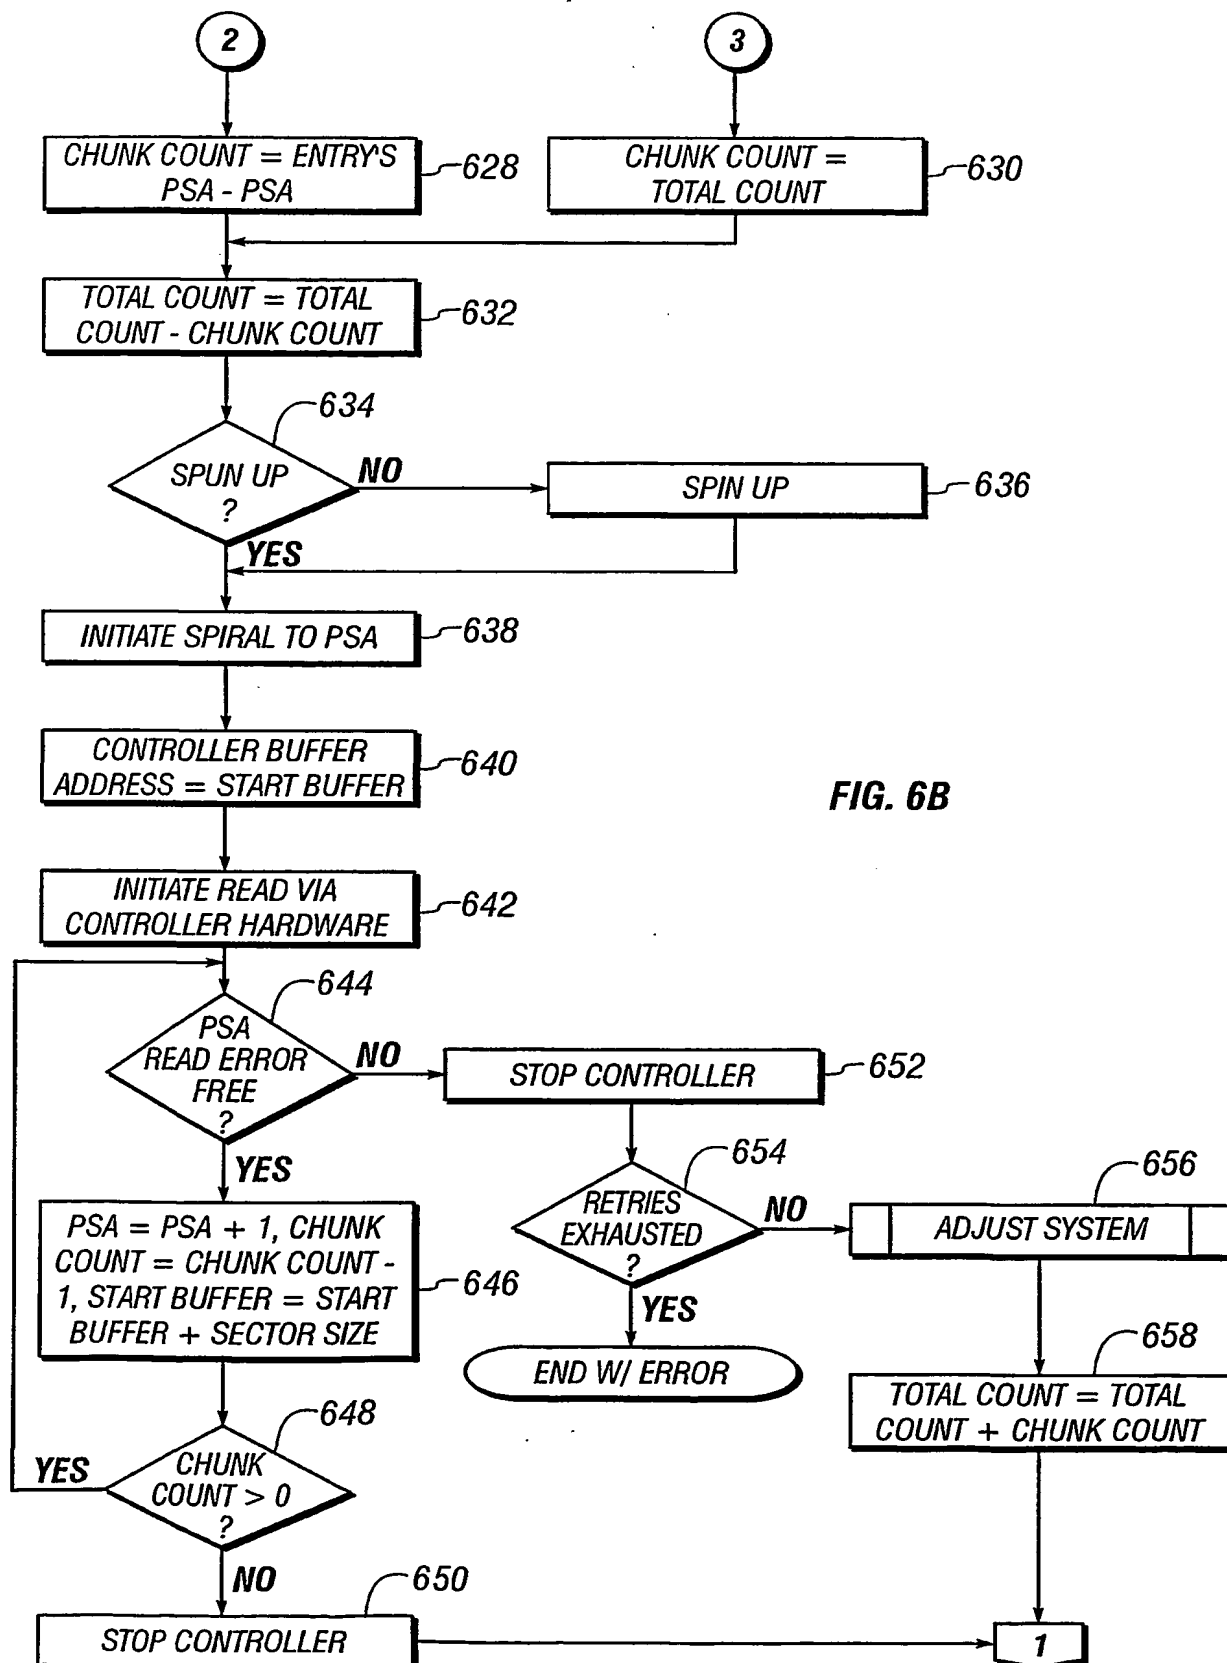 2
3
CHUNK COUNT = ENTRY'S
PSA - PSA
628
CHUNK COUNT =
TOTAL COUNT
630
TOTAL COUNT = TOTAL
COUNT - CHUNK COUNT
632
634
SPUN UP
?
NO
SPIN UP
636
YES
INITIATE SPIRAL TO PSA
638
CONTROLLER BUFFER
ADDRESS = START BUFFER
640
FIG. 6B
INITIATE READ VIA
CONTROLLER HARDWARE
642
644
PSA
READ ERROR
FREE
?
NO
STOP CONTROLLER
652
YES
654
RETRIES
EXHAUSTED
?
NO
656
ADJUST SYSTEM
PSA = PSA + 1, CHUNK
COUNT = CHUNK COUNT -
1, START BUFFER = START
BUFFER + SECTOR SIZE
646
YES
END W/ ERROR
658
TOTAL COUNT = TOTAL
COUNT + CHUNK COUNT
648
CHUNK
COUNT > 0
?
YES
NO
650
STOP CONTROLLER
1